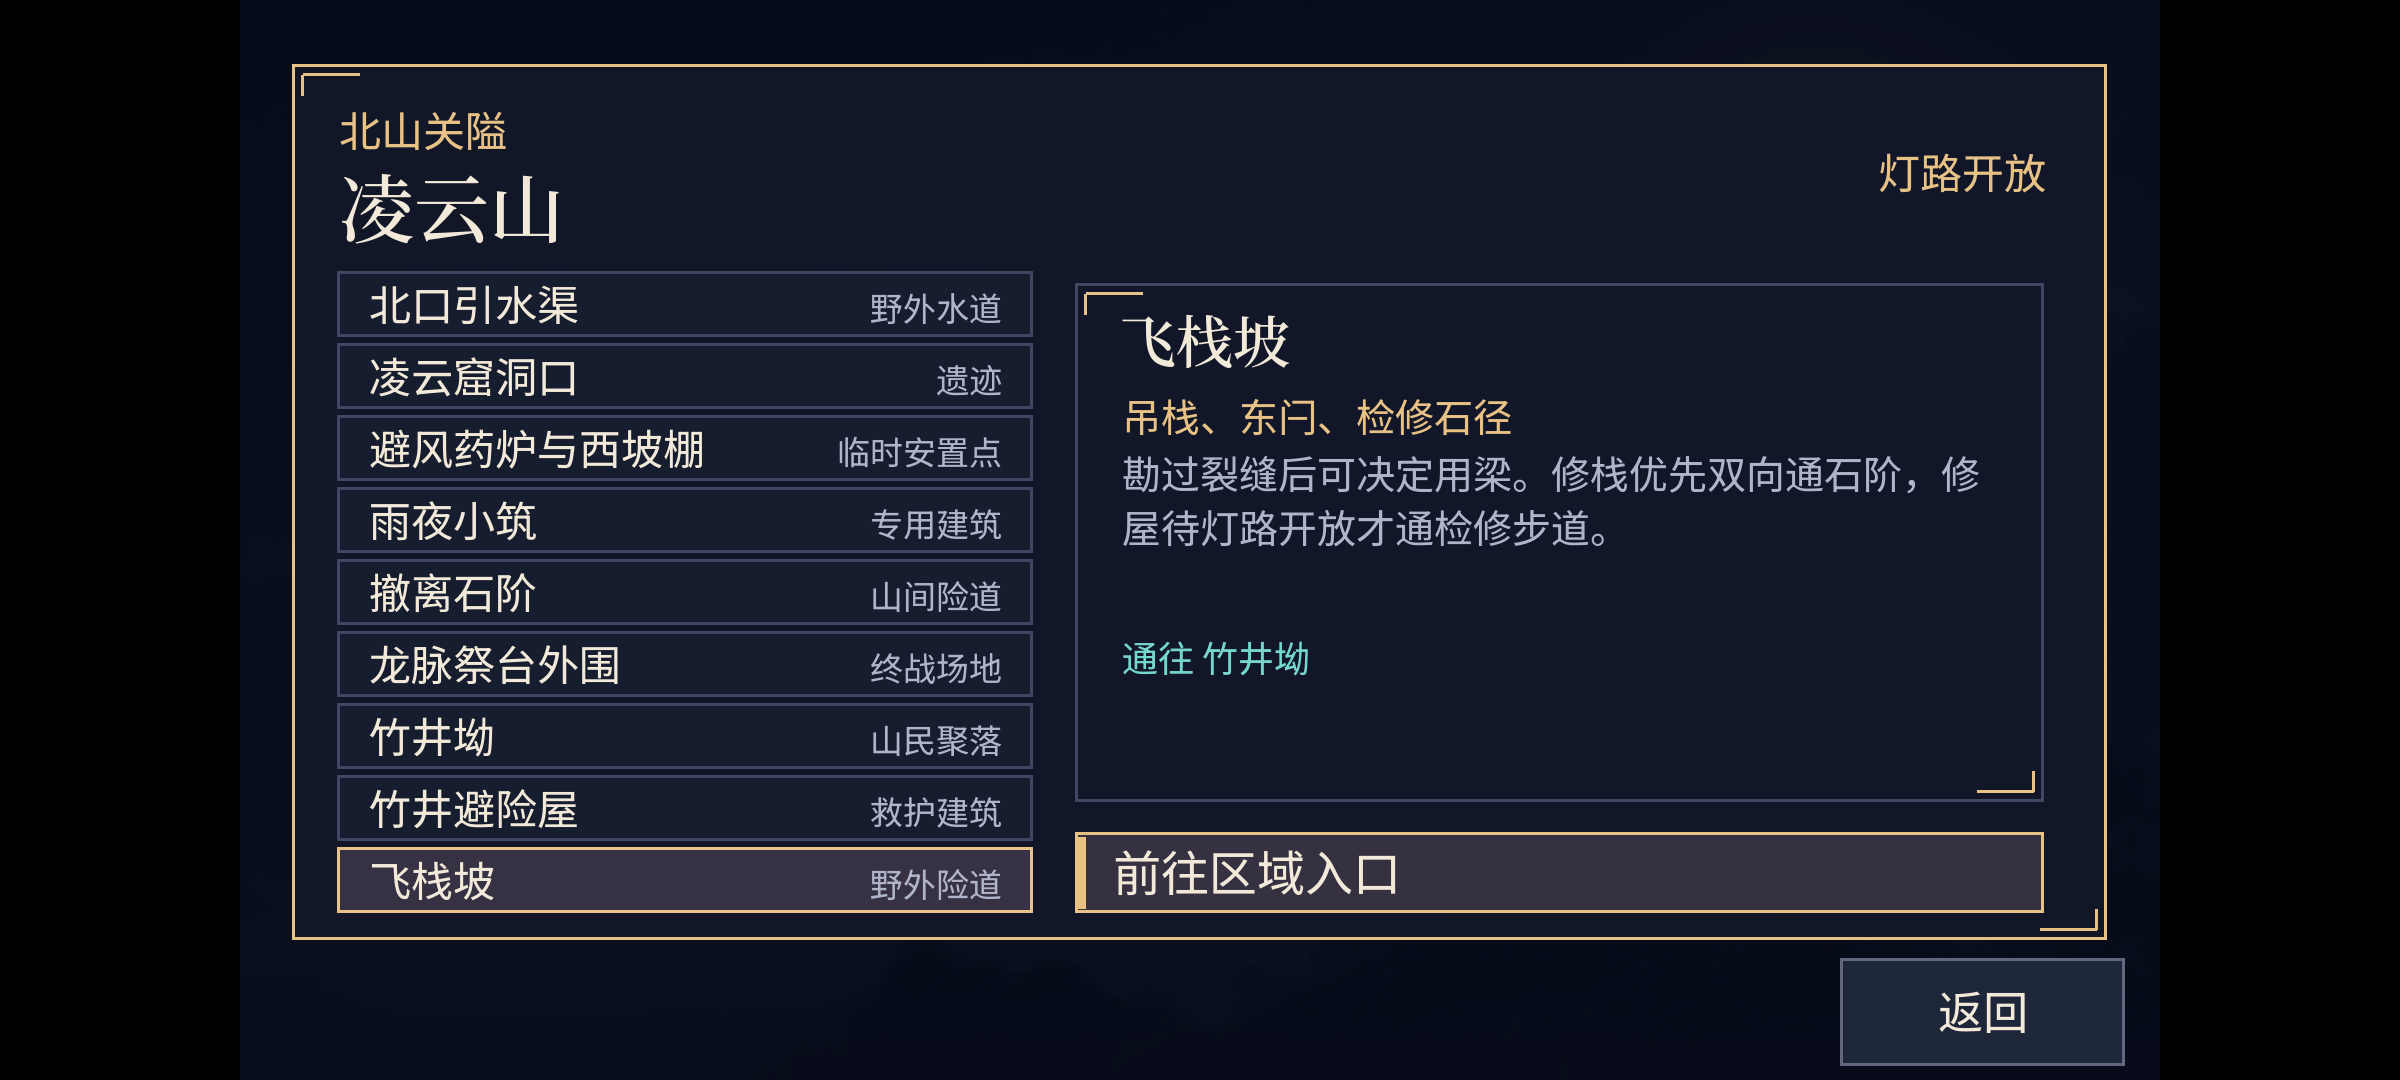 北山关隘
凌云山
灯路开放
北口引水渠 野外水道
凌云窟洞口 遗迹
避风药炉与西坡棚 临时安置点
雨夜小筑 专用建筑
撤离石阶 山间险道
龙脉祭台外围 终战场地
竹井坳 山民聚落
竹井避险屋 救护建筑
飞栈坡 野外险道
飞栈坡
吊栈、东闩、检修石径
勘过裂缝后可决定用梁。修栈优先双向通石阶，修
屋待灯路开放才通检修步道。
通往 竹井坳
前往区域入口
返回